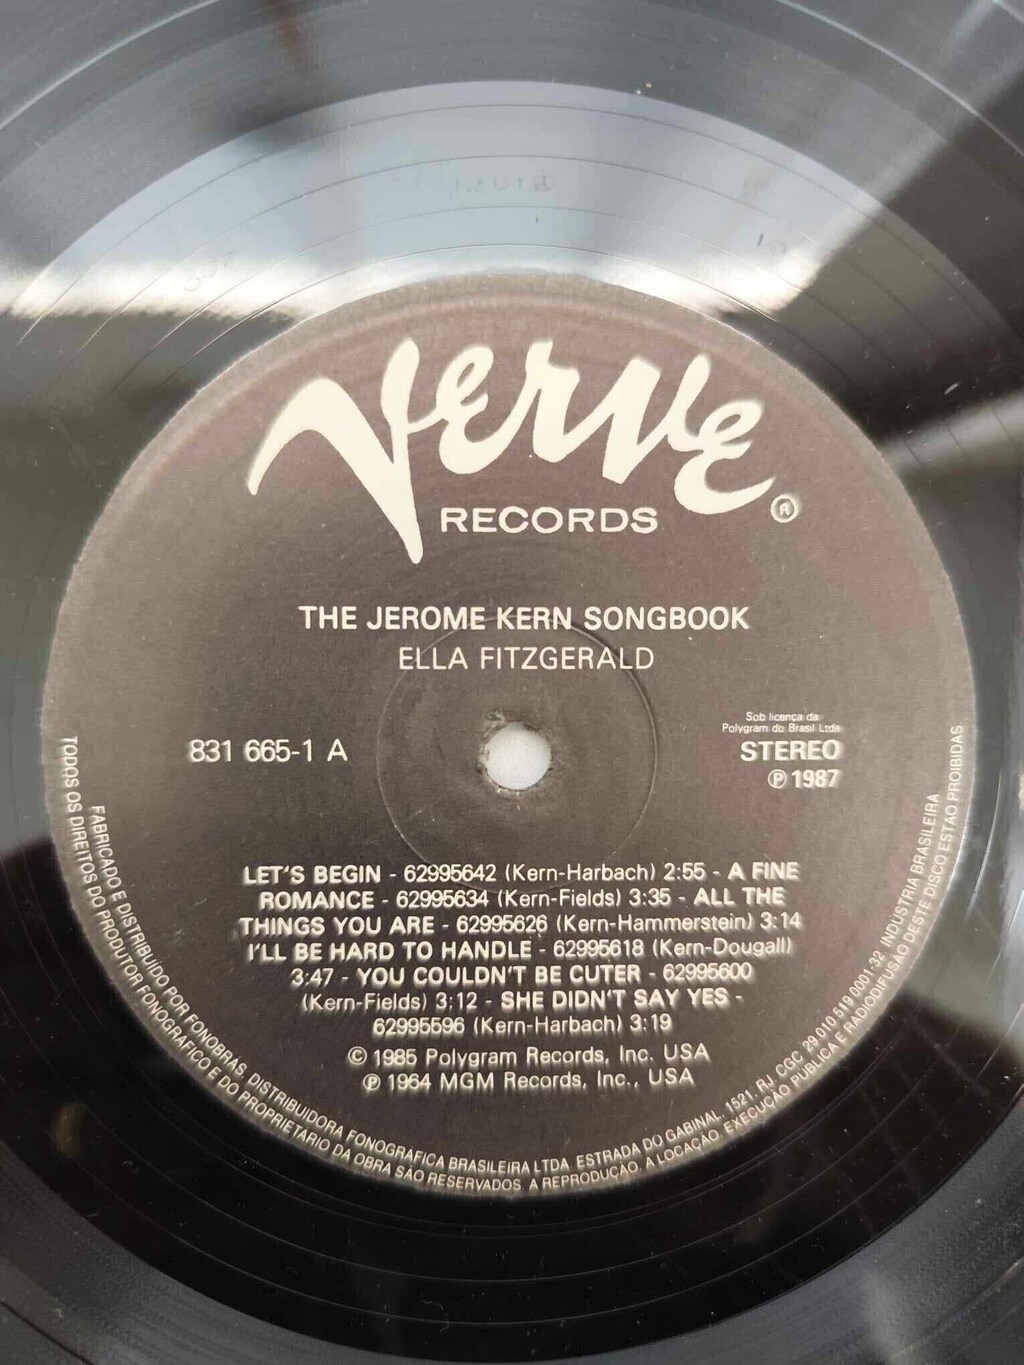 Verve
RECORDS ®
THE JEROME KERN SONGBOOK
ELLA FITZGERALD
831 665-1 A
Sob licença da
Polygram do Brasil Ltda
STEREO
℗ 1987
LET'S BEGIN - 62995642 (Kern-Harbach) 2:55 - A FINE
ROMANCE - 62995634 (Kern-Fields) 3:35 - ALL THE
THINGS YOU ARE - 62995626 (Kern-Hammerstein) 3:14
I'LL BE HARD TO HANDLE - 62995618 (Kern-Dougall)
3:47 - YOU COULDN'T BE CUTER - 62995600
(Kern-Fields) 3:12 - SHE DIDN'T SAY YES -
62995596 (Kern-Harbach) 3:19
© 1985 Polygram Records, Inc. USA
℗ 1964 MGM Records, Inc., USA
FABRICADO E DISTRIBUIDO POR FONOBRÁS, DISTRIBUIDORA FONOGRÁFICA BRASILEIRA LTDA. ESTRADA DO GABINAL, 1521, RJ, CGC 29 010 519 0001-32 INDUSTRIA BRASILEIRA
TODOS OS DIREITOS DO PRODUTOR FONOGRÁFICO E DO PROPRIETARIO DA OBRA SÃO RESERVADOS. A REPRODUÇÃO, A LOCAÇÃO, EXECUÇÃO PUBLICA E RADIODIFUSÃO DESTE DISCO ESTÃO PROIBIDAS